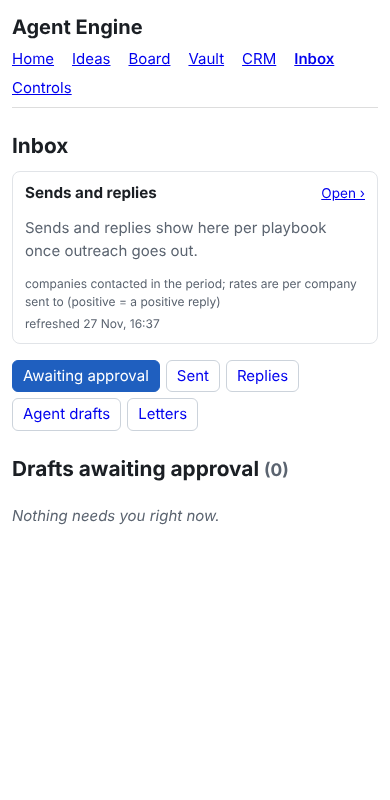 Agent Engine
Home Ideas Board Vault CRM Inbox
Controls
Inbox
Sends and replies Open ›
Sends and replies show here per playbook
once outreach goes out.
companies contacted in the period; rates are per company
sent to (positive = a positive reply)
refreshed 27 Nov, 16:37
Awaiting approval Sent Replies
Agent drafts Letters
Drafts awaiting approval (0)
Nothing needs you right now.